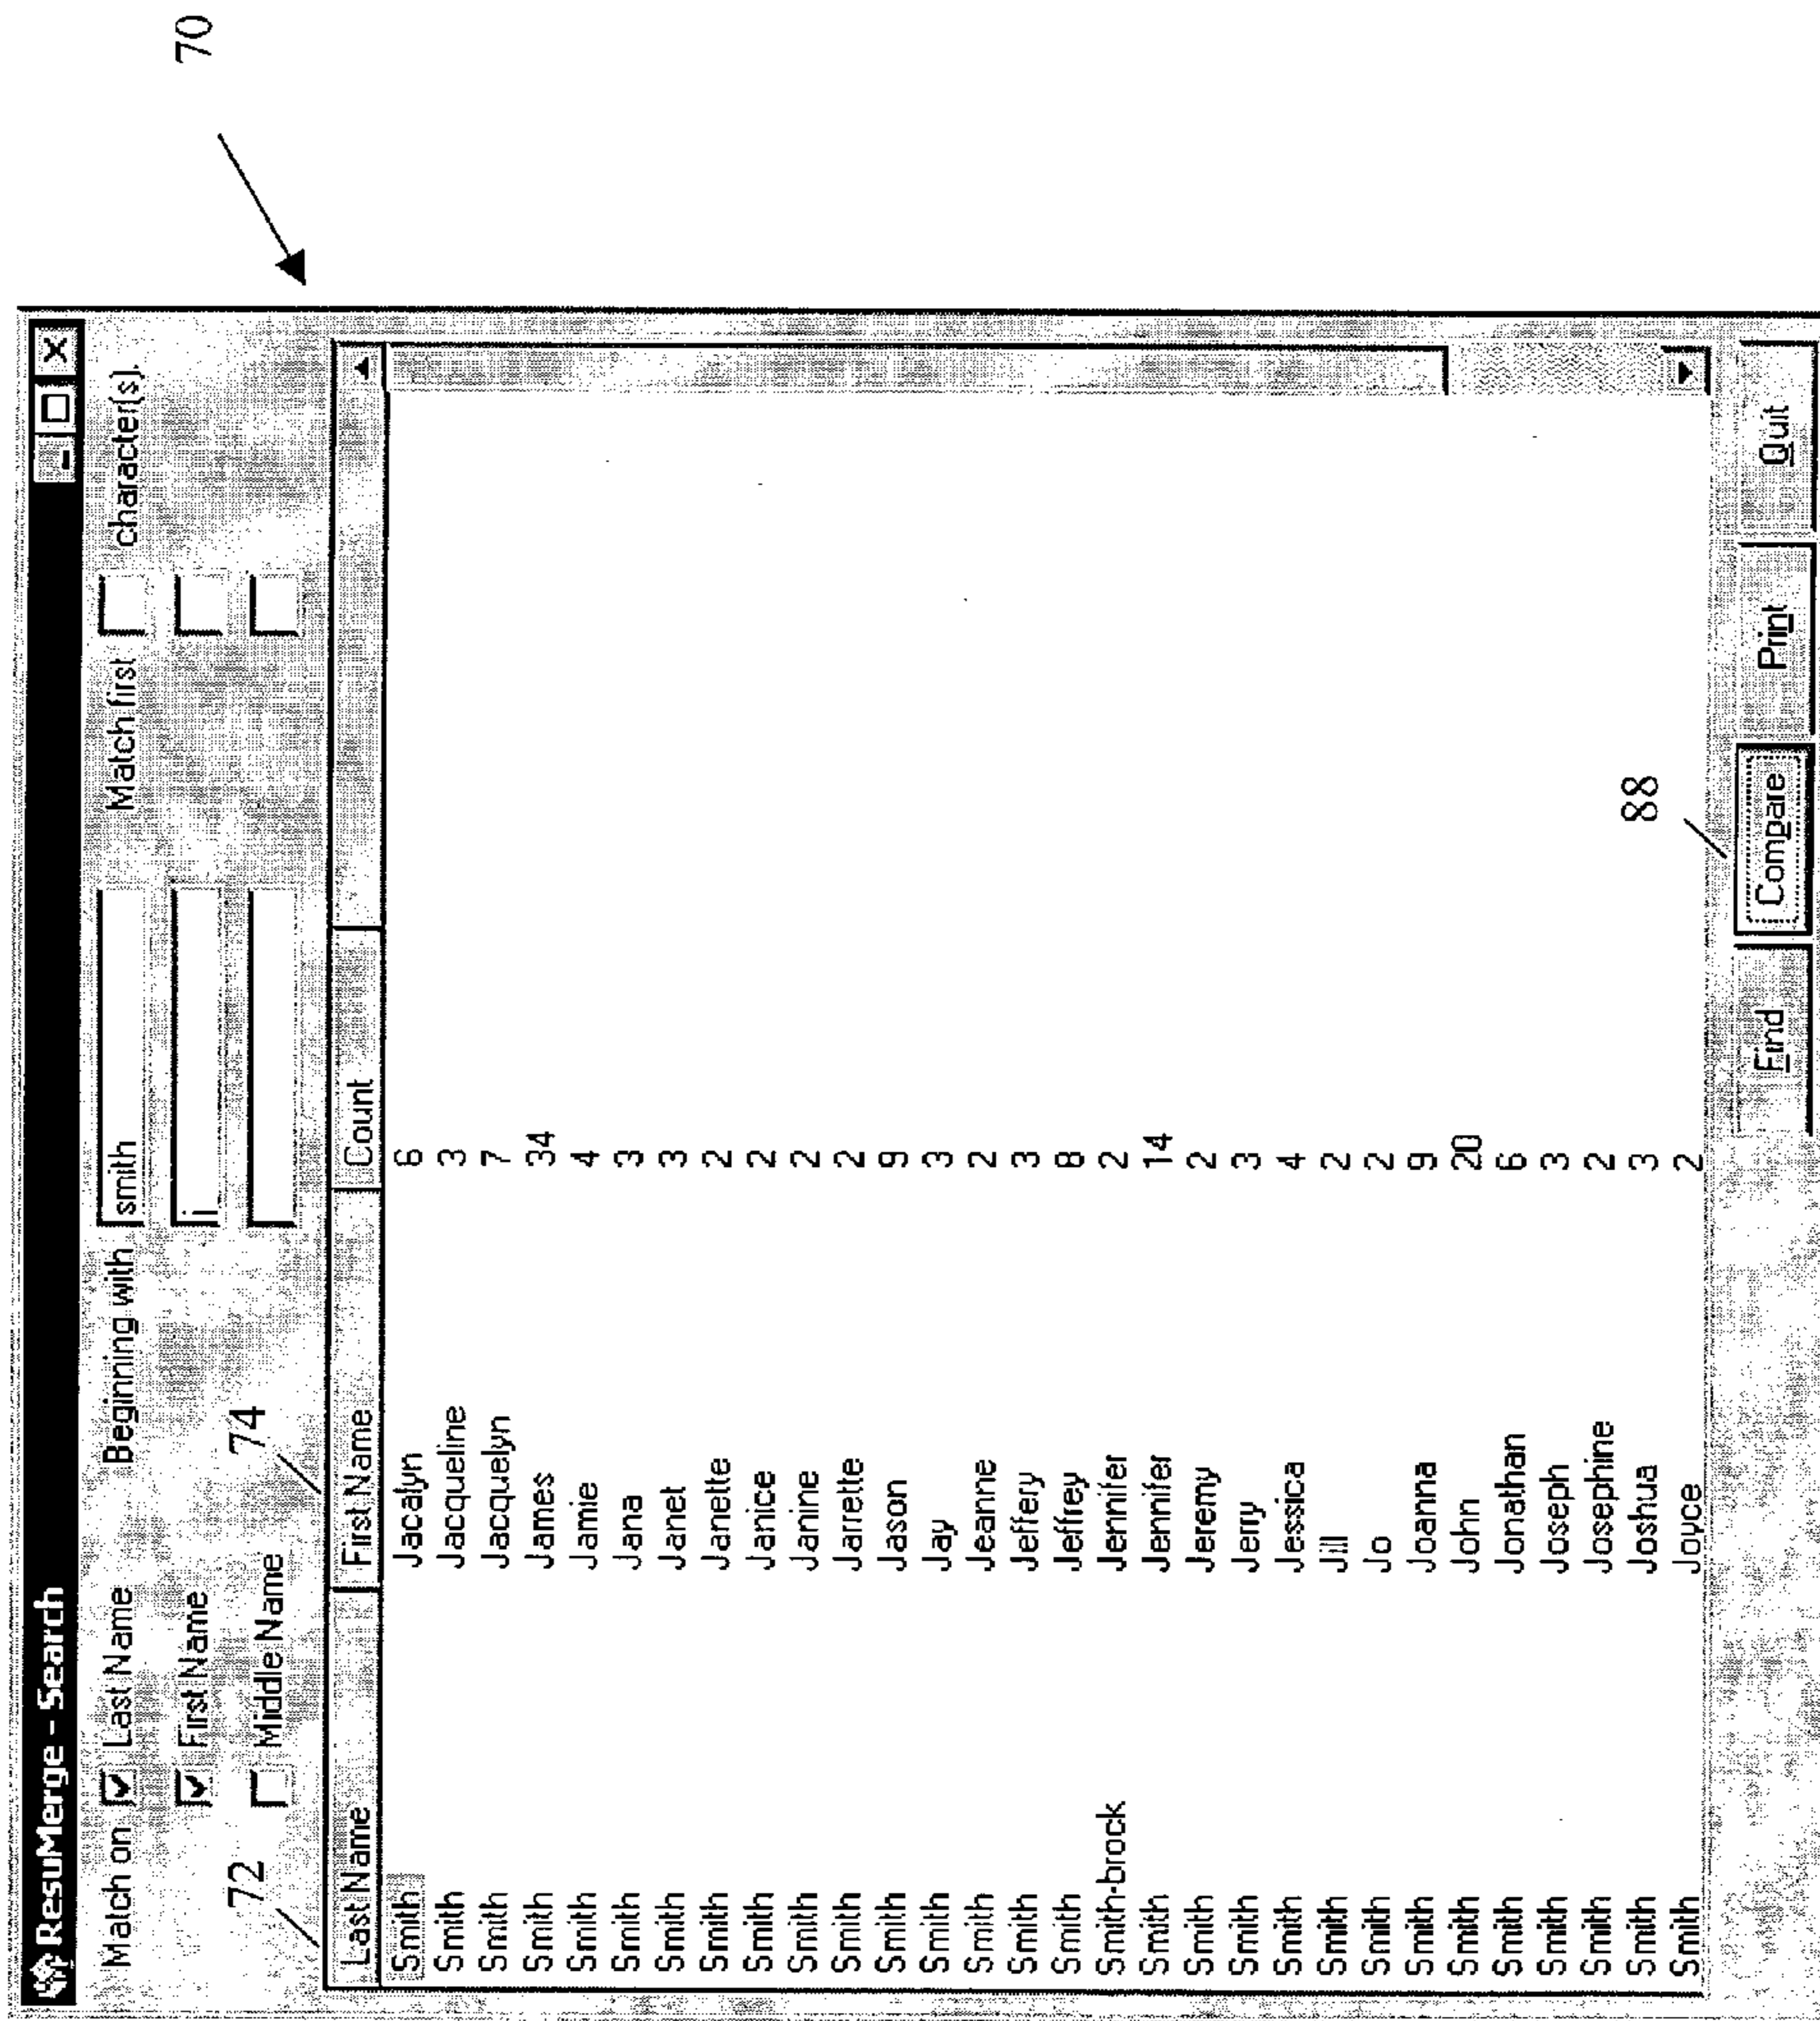 70
ResuMerge - Search
Match on Last Name Beginning with smith Match first character(s).
First Name j
Middle Name
72 74
Last Name First Name Count
Smith Jacalyn 6
Smith Jacqueline 3
Smith Jacquelyn 7
Smith James 34
Smith Jamie 4
Smith Jana 3
Smith Janet 3
Smith Janette 2
Smith Janice 2
Smith Janine 2
Smith Jarrette 2
Smith Jason 9
Smith Jay 3
Smith Jeanne 2
Smith Jeffery 3
Smith Jeffrey 8
Smith-brock Jennifer 2
Smith Jennifer 14
Smith Jeremy 2
Smith Jerry 3
Smith Jessica 4
Smith Jill 2
Smith Jo 2
Smith Joanna 9
Smith John 20
Smith Jonathan 6
Smith Joseph 3
Smith Josephine 2
Smith Joshua 3
Smith Joyce 2
88
Find Compare Print Quit